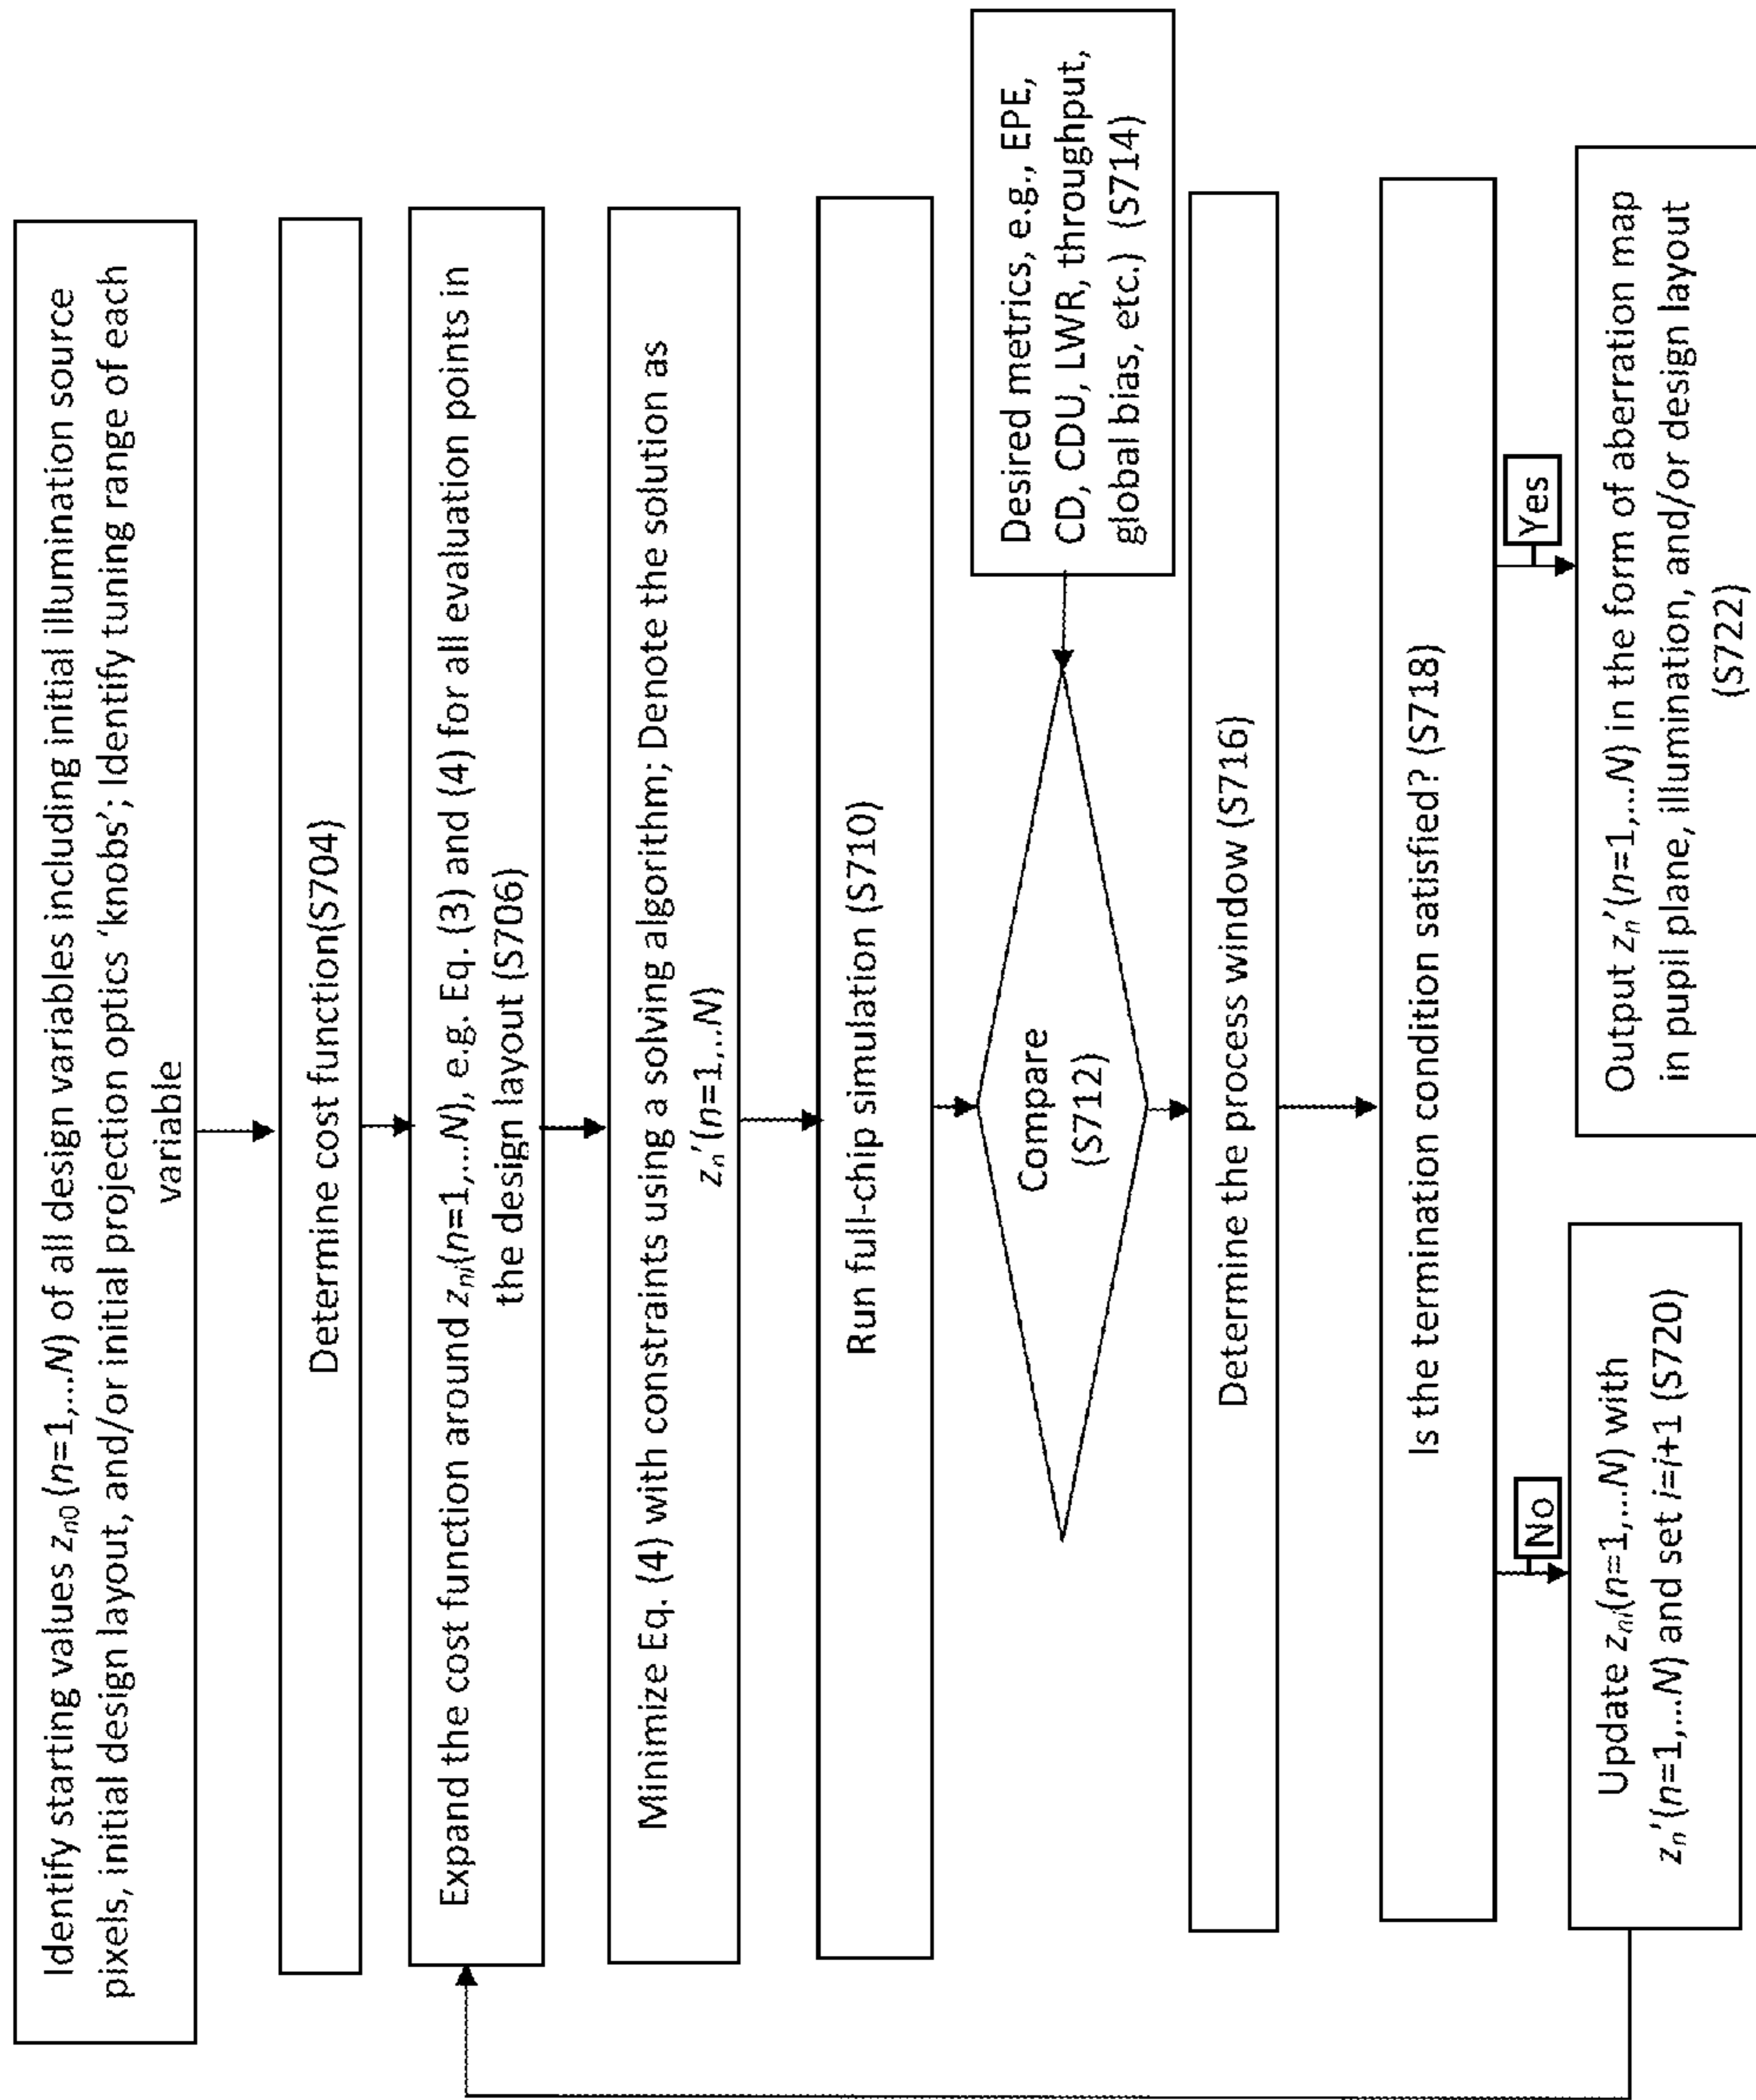 Identify starting values zn0 (n=1,...N) of all design variables including initial illumination source
pixels, initial design layout, and/or initial projection optics 'knobs'; Identify tuning range of each
variable
Determine cost function(S704)
Expand the cost function around zni(n=1,...N), e.g. Eq. (3) and (4) for all evaluation points in
the design layout (S706)
Minimize Eq. (4) with constraints using a solving algorithm; Denote the solution as
zn'(n=1,...N)
Run full-chip simulation (S710)
Compare
(S712)
Desired metrics, e.g., EPE,
CD, CDU, LWR, throughput,
global bias, etc.) (S714)
Determine the process window (S716)
Is the termination condition satisfied? (S718)
No
Yes
Update zni(n=1,...N) with
zn'(n=1,...N) and set i=i+1 (S720)
Output zn'(n=1,...N) in the form of aberration map
in pupil plane, illumination, and/or design layout
(S722)